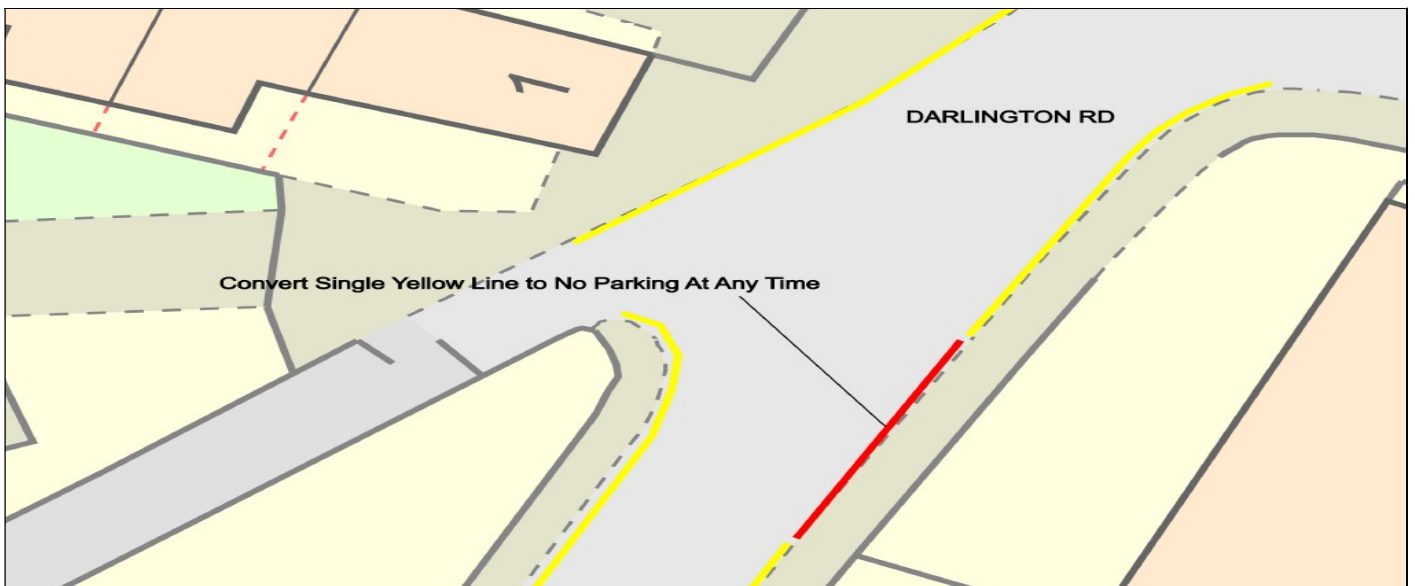 1
DARLINGTON RD
Convert Single Yellow Line to No Parking At Any Time